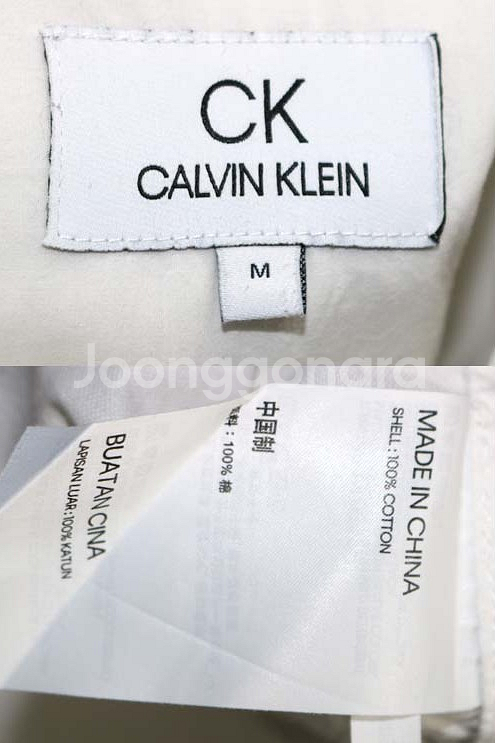 CK
CALVIN KLEIN
M
Joonggonara
MADE IN CHINA
SHELL : 100% COTTON
中国制
料 : 100% 棉
BUATAN CINA
LAPISAN LUAR : 100% KATUN